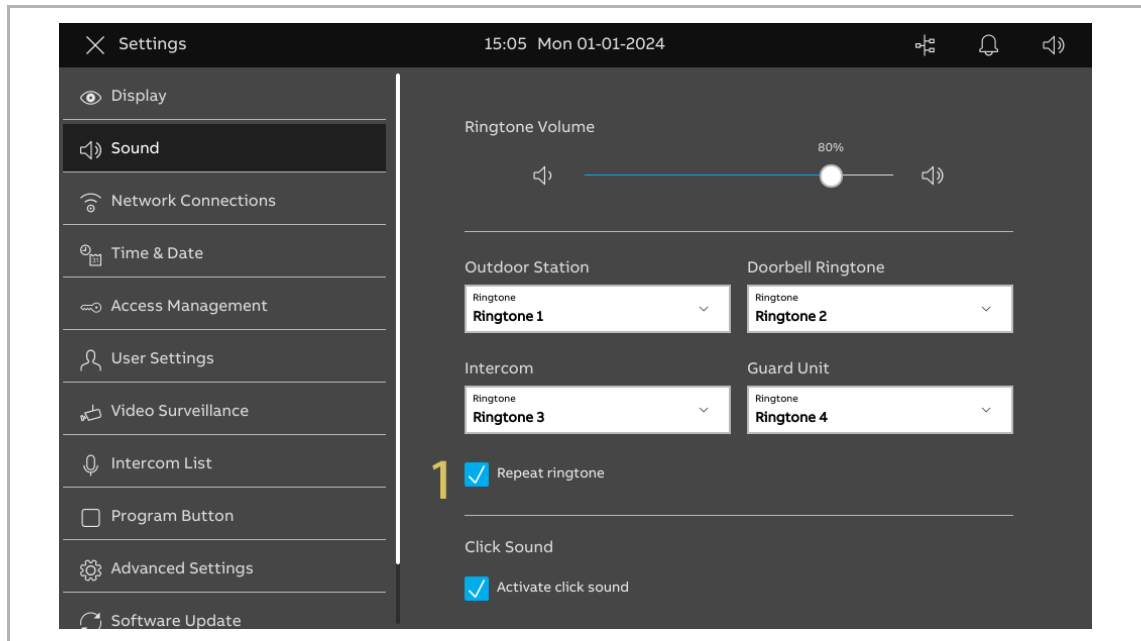 Settings
15:05 Mon 01-01-2024
Display
Sound
Network Connections
Time & Date
31
Access Management
User Settings
Video Surveillance
Intercom List
Program Button
Advanced Settings
Software Update
Ringtone Volume
80%
Outdoor Station
Ringtone
Ringtone 1
Doorbell Ringtone
Ringtone
Ringtone 2
Intercom
Ringtone
Ringtone 3
Guard Unit
Ringtone
Ringtone 4
1
Repeat ringtone
Click Sound
Activate click sound